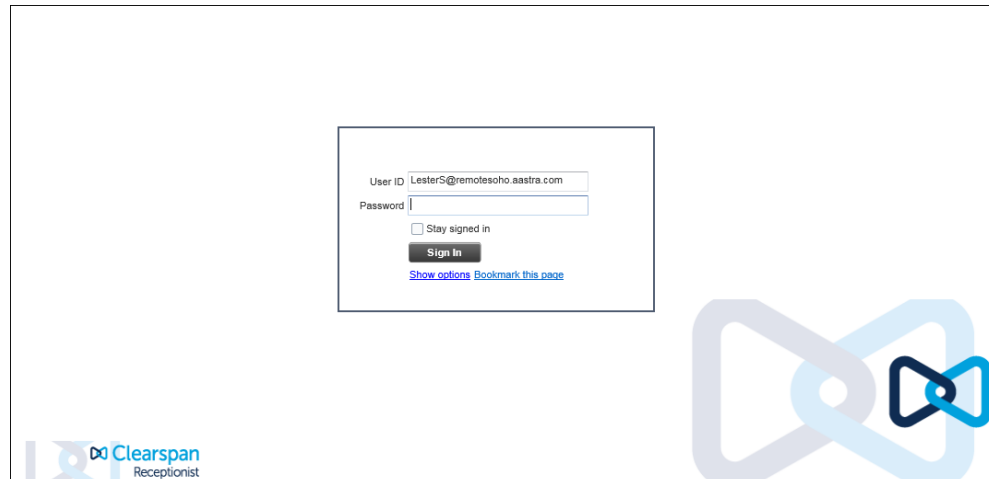 User ID LesterS@remotesoho.aastra.com
Password
Stay signed in
Sign In
Show options Bookmark this page
Clearspan
Receptionist